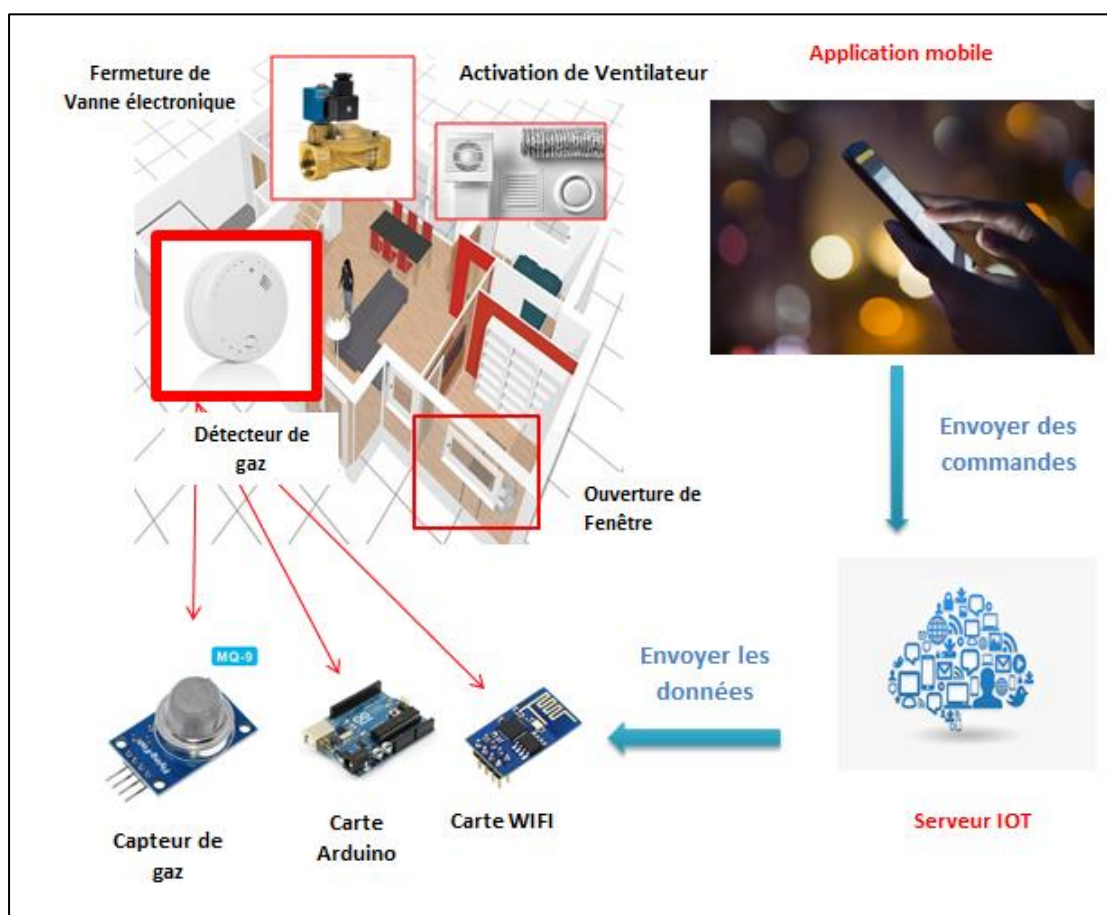 Fermeture de
Vanne électronique
Activation de Ventilateur
Application mobile
Détecteur de
gaz
Ouverture de
Fenêtre
Envoyer des
commandes
MQ-9
Envoyer les
données
Capteur de
gaz
Carte
Arduino
Carte WIFI
Serveur IOT